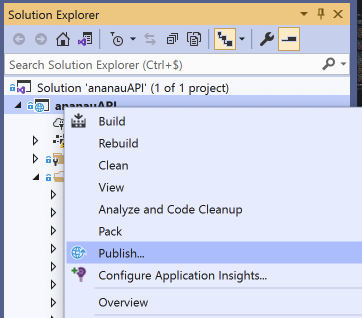 Solution Explorer
Search Solution Explorer (Ctrl+$)
Solution 'ananauAPI' (1 of 1 project)
ananauAPI
Build
Rebuild
Clean
View
Analyze and Code Cleanup
Pack
Publish...
Configure Application Insights...
Overview